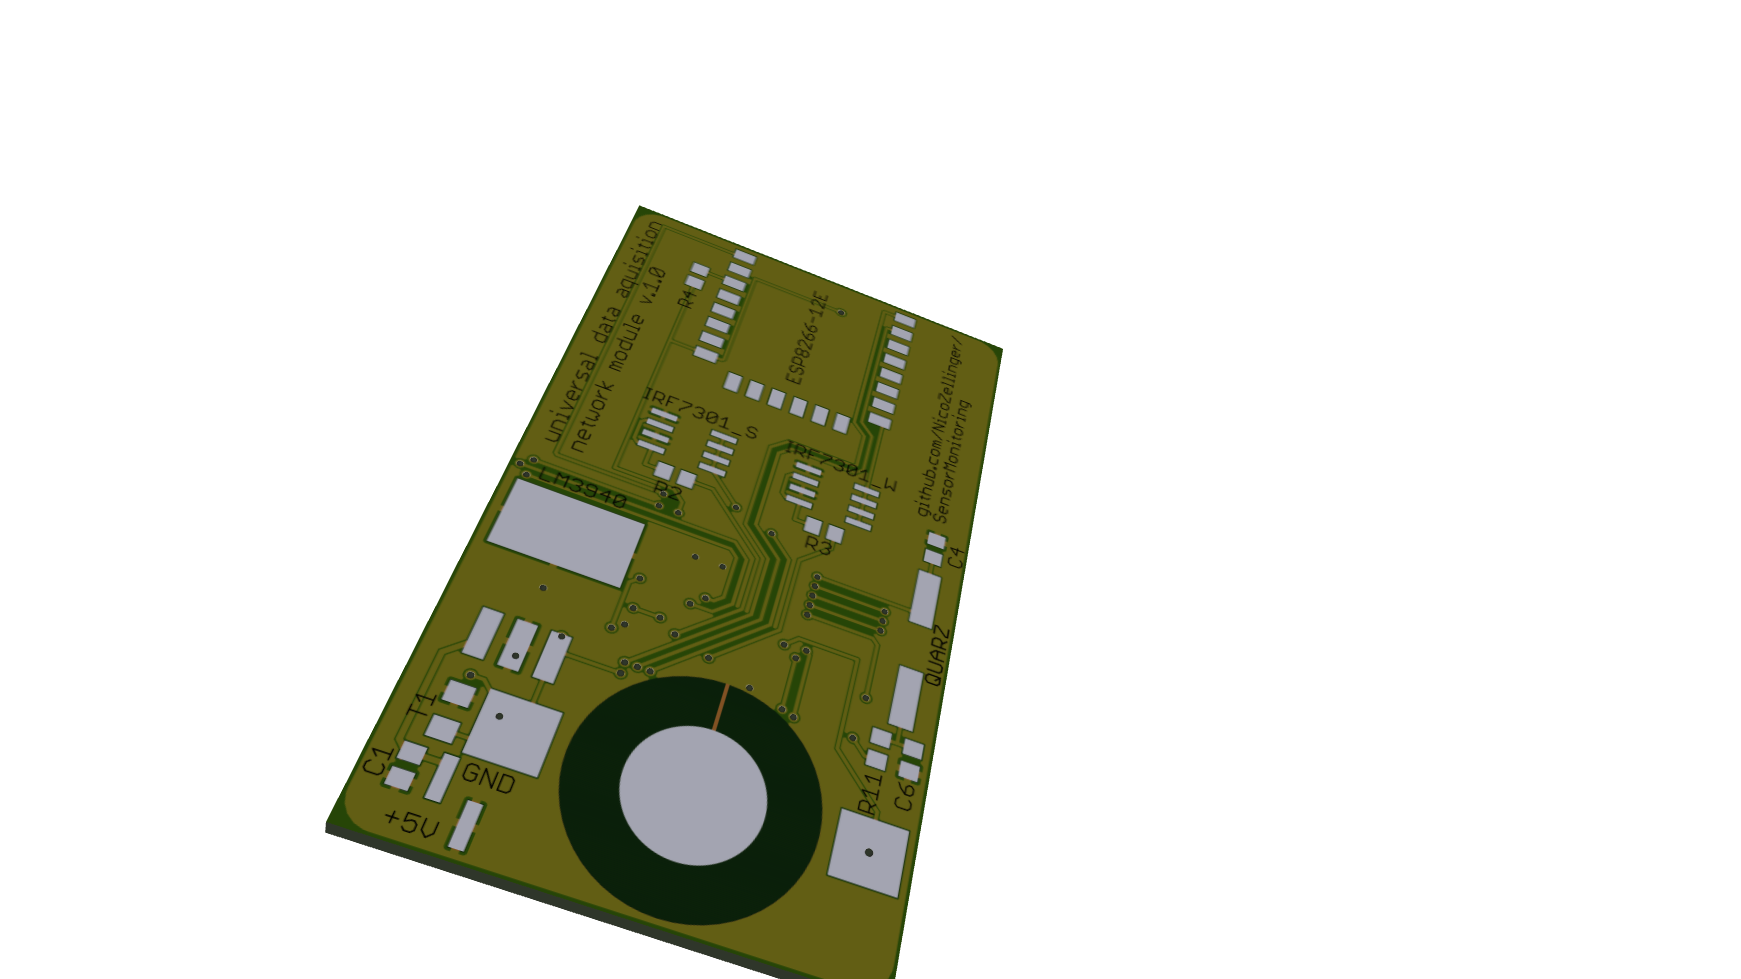 universal data aquisition
network module v.1.0
R4
ESP8266-12E
github.com/NicoZellinger/
SensorMonitoring
IRF7301_S
IRF7301_Σ
LM3940
R2
R3
C4
QUARZ
T1
C1
GND
+5V
R11
C6